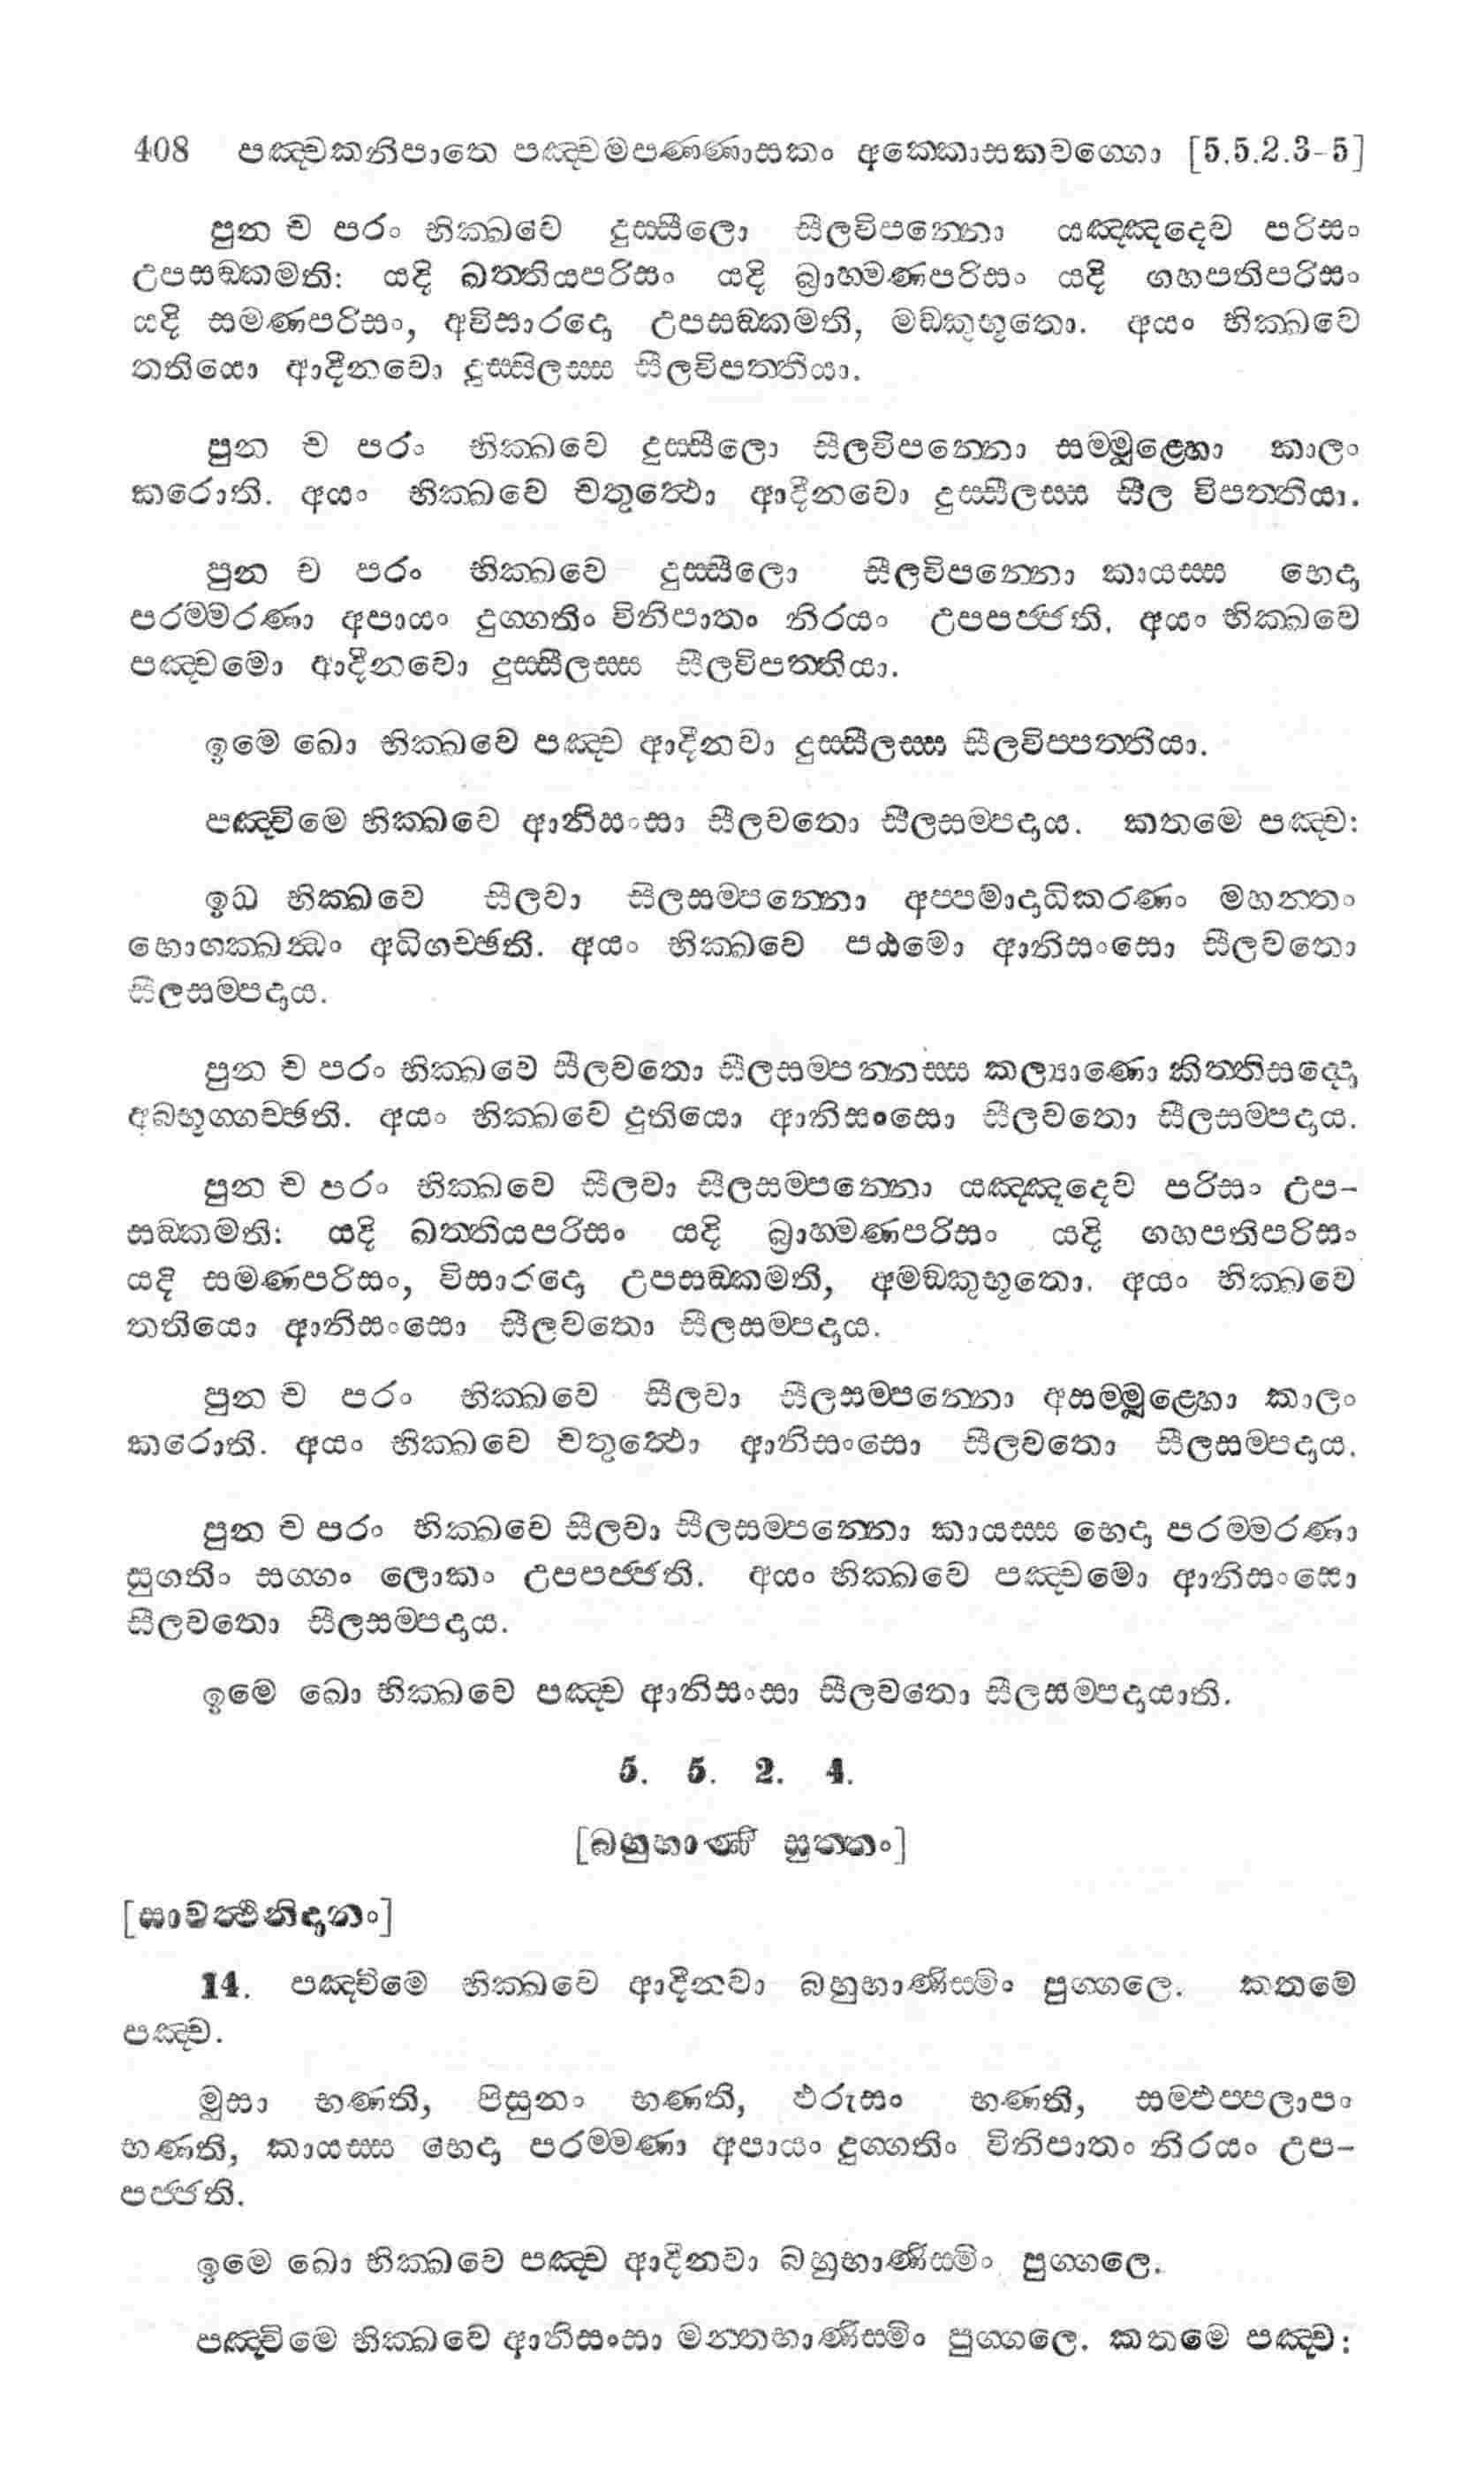 408 පඤ්චකනිපාතෙ පඤ්චමපණ්ණාසකං අක්කොසකවග්ගො [5.5.2.3-5]
පුන ච පරං භික්ඛවෙ දුස්සීලො සීලවිපන්නො යඤ්ඤදෙව පරිසං
උපසඞ්කමති: යදි ඛත්තියපරිසං යදි බ්‍රාහ්මණපරිසං යදි ගහපතිපරිසං
යදි සමණපරිසං, අවිසාරදො උපසඞ්කමති, මඞ්කුභූතො. අයං භික්ඛවෙ
තතියො ආදීනවො දුස්සිලස්ස සීලවිපත්තියා.
පුන ච පරං භික්ඛවෙ දුස්සීලො සීලවිපන්නො සම්මූළ්හො කාලං
කරොති. අයං භික්ඛවෙ චතුත්ථො ආදීනවො දුස්සීලස්ස සීල විපත්තියා.
පුන ච පරං භික්ඛවෙ දුස්සීලො සීලවිපන්නො කායස්ස භෙදා
පරම්මරණා අපායං දුග්ගතිං විනිපාතං නිරයං උපපජ්ජති. අයං භික්ඛවෙ
පඤ්චමො ආදීනවො දුස්සීලස්ස සීලවිපත්තියා.
ඉමෙ ඛො භික්ඛවෙ පඤ්ච ආදීනවා දුස්සීලස්ස සීලවිප්පත්තියා.
පඤ්චිමෙ භික්ඛවෙ ආනිසංසා සීලවතො සීලසම්පදාය. කතමෙ පඤ්ච:
ඉධ භික්ඛවෙ සීලවා සීලසම්පන්නො අප්පමාදාධිකරණං මහන්තං
භොගක්ඛන්ධං අධිගච්ඡති. අයං භික්ඛවෙ පඨමො ආනිසංසො සීලවතො
සීලසම්පදාය.
පුන ච පරං භික්ඛවෙ සීලවතො සීලසම්පන්නස්ස කල්‍යාණො කිත්තිසද්දො
අබ්භූග්ගච්ඡති. අයං භික්ඛවෙ දුතියො ආනිසංසො සීලවතො සීලසම්පදාය.
පුන ච පරං භික්ඛවෙ සීලවා සීලසම්පන්නො යඤ්ඤදෙව පරිසං උප-
සඞ්කමති: යදි ඛත්තියපරිසං යදි බ්‍රාහ්මණපරිසං යදි ගහපතිපරිසං
යදි සමණපරිසං, විසාරදො උපසඞ්කමති, අමඞ්කුභූතො. අයං භික්ඛවෙ
තතියො ආනිසංසො සීලවතො සීලසම්පදාය.
පුන ච පරං භික්ඛවෙ සීලවා සීලසම්පන්නො අසම්මූළ්හො කාලං
කරොති. අයං භික්ඛවෙ චතුත්ථො ආනිසංසො සීලවතො සීලසම්පදාය.
පුන ච පරං භික්ඛවෙ සීලවා සීලසම්පන්නො කායස්ස භෙදා පරම්මරණා
සුගතිං සග්ගං ලොකං උපපජ්ජති. අයං භික්ඛවෙ පඤ්චමො ආනිසංසො
සීලවතො සීලසම්පදාය.
ඉමෙ ඛො භික්ඛවෙ පඤ්ච ආනිසංසා සීලවතො සීලසම්පදායාති.
5. 5. 2. 4.
[බහුභාණී සුත්තං]
[සාවත්ථිනිදානං]
14. පඤ්චිමෙ භික්ඛවෙ ආදීනවා බහුභාණිස්මිං පුග්ගලෙ. කතමෙ
පඤ්ච.
මුසා භණති, පිසුනං භණති, ඵරුසං භණති, සම්ඵප්පලාපං
භණති, කායස්ස භෙදා පරම්මණා අපායං දුග්ගතිං විනිපාතං නිරයං උප-
පජ්ජති.
ඉමෙ ඛො භික්ඛවෙ පඤ්ච ආදීනවා බහුභාණිස්මිං පුග්ගලෙ.
පඤ්චිමෙ භික්ඛවෙ ආනිසංසා මන්තභාණිස්මිං පුග්ගලෙ. කතමෙ පඤ්ච: